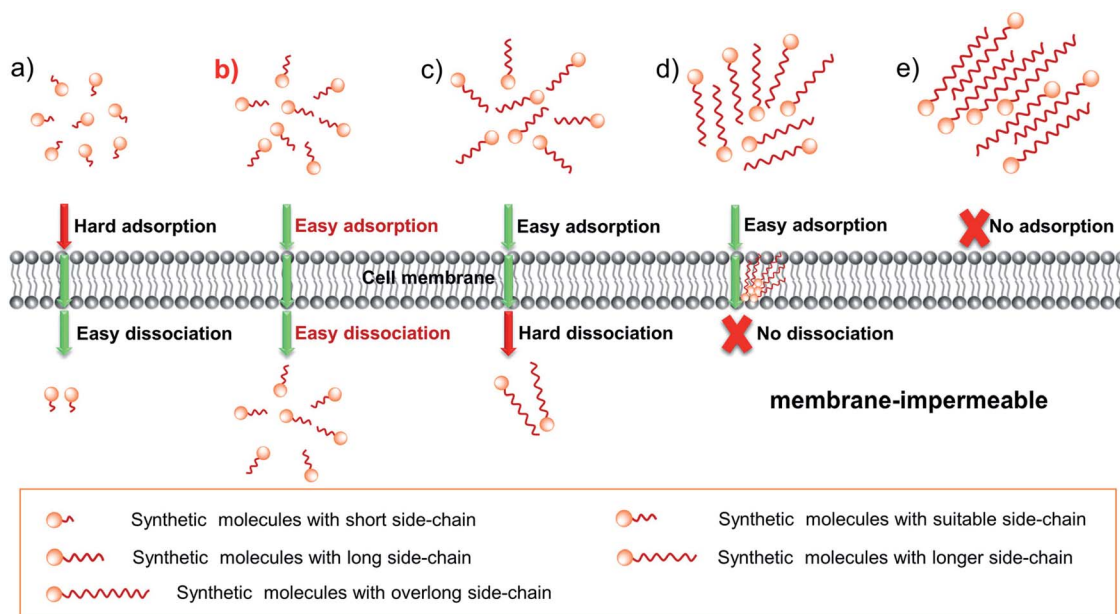 a)
b)
c)
d)
e)
Hard adsorption
Easy adsorption
Easy adsorption
Easy adsorption
No adsorption
Cell membrane
Easy dissociation
Easy dissociation
Hard dissociation
No dissociation
membrane-impermeable
Synthetic molecules with short side-chain
Synthetic molecules with suitable side-chain
Synthetic molecules with long side-chain
Synthetic molecules with longer side-chain
Synthetic molecules with overlong side-chain